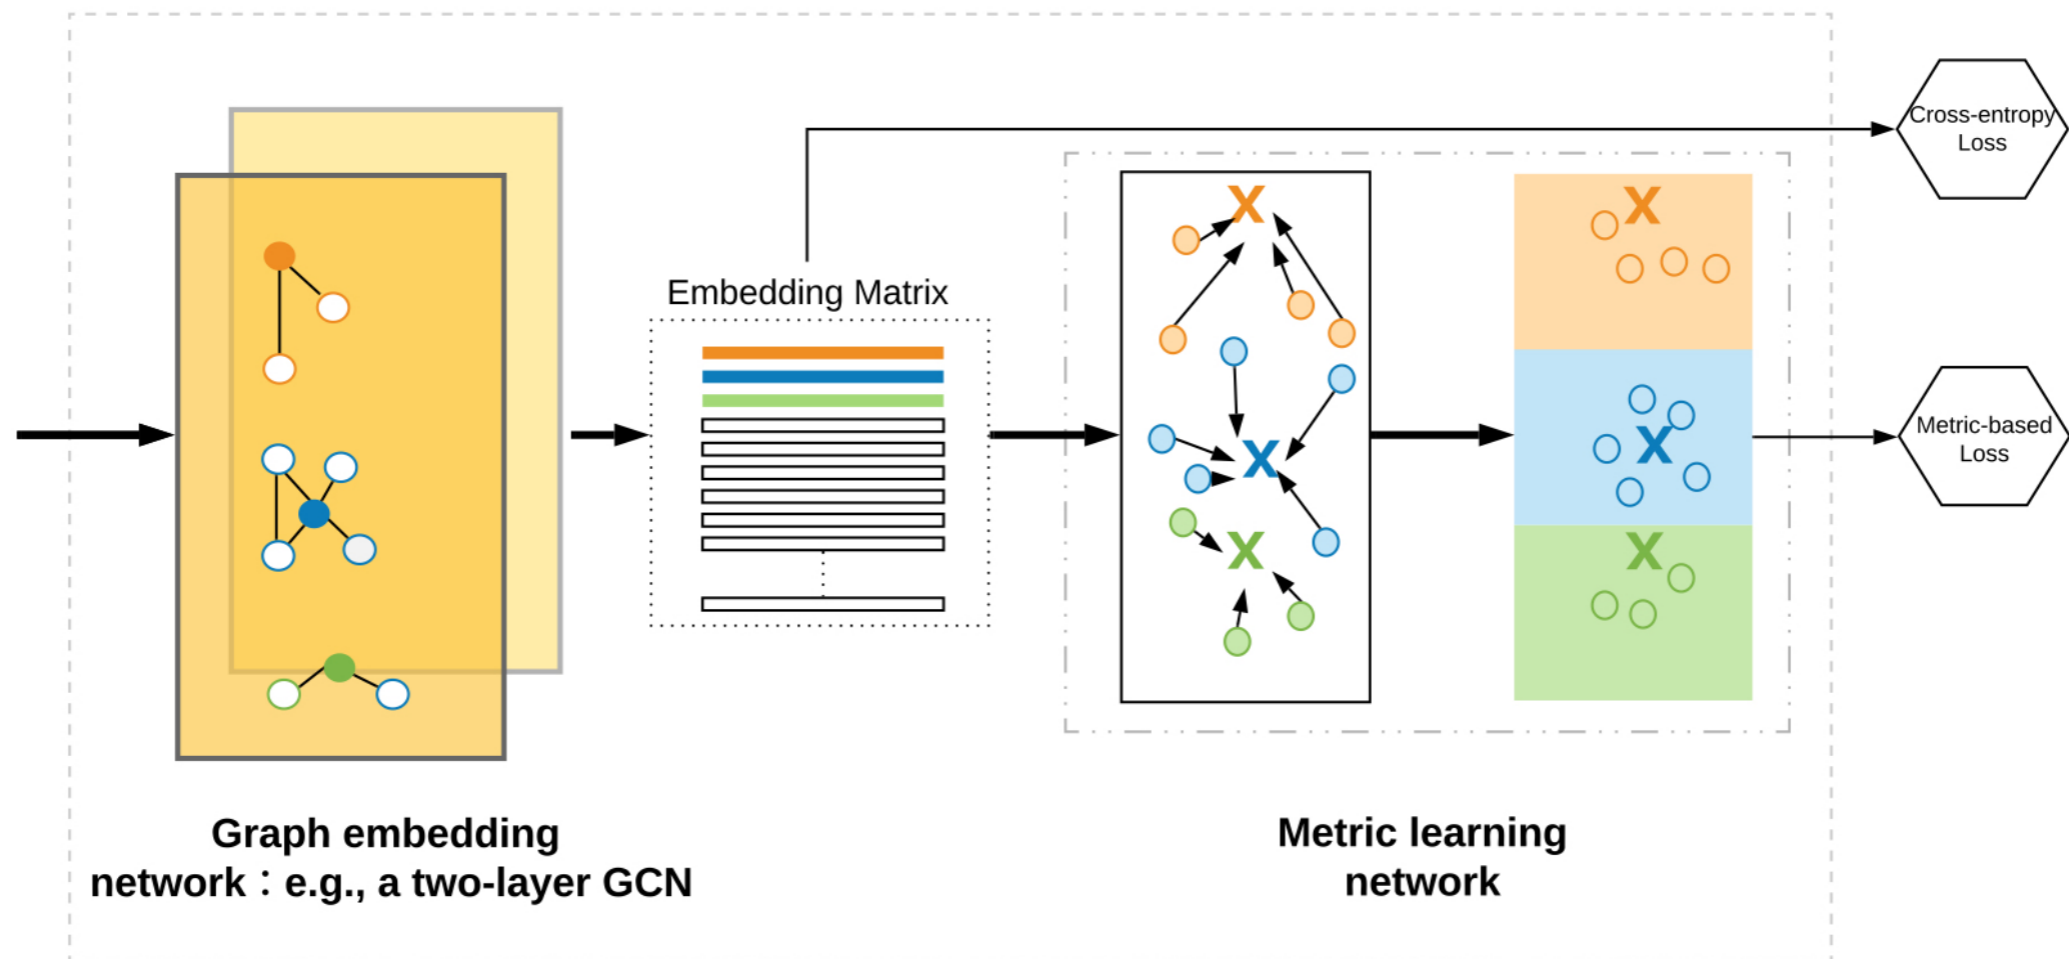 Cross-entropy
Loss
Embedding Matrix
X
X
X
X
X
X
Metric-based
Loss
Graph embedding
network：e.g., a two-layer GCN
Metric learning
network